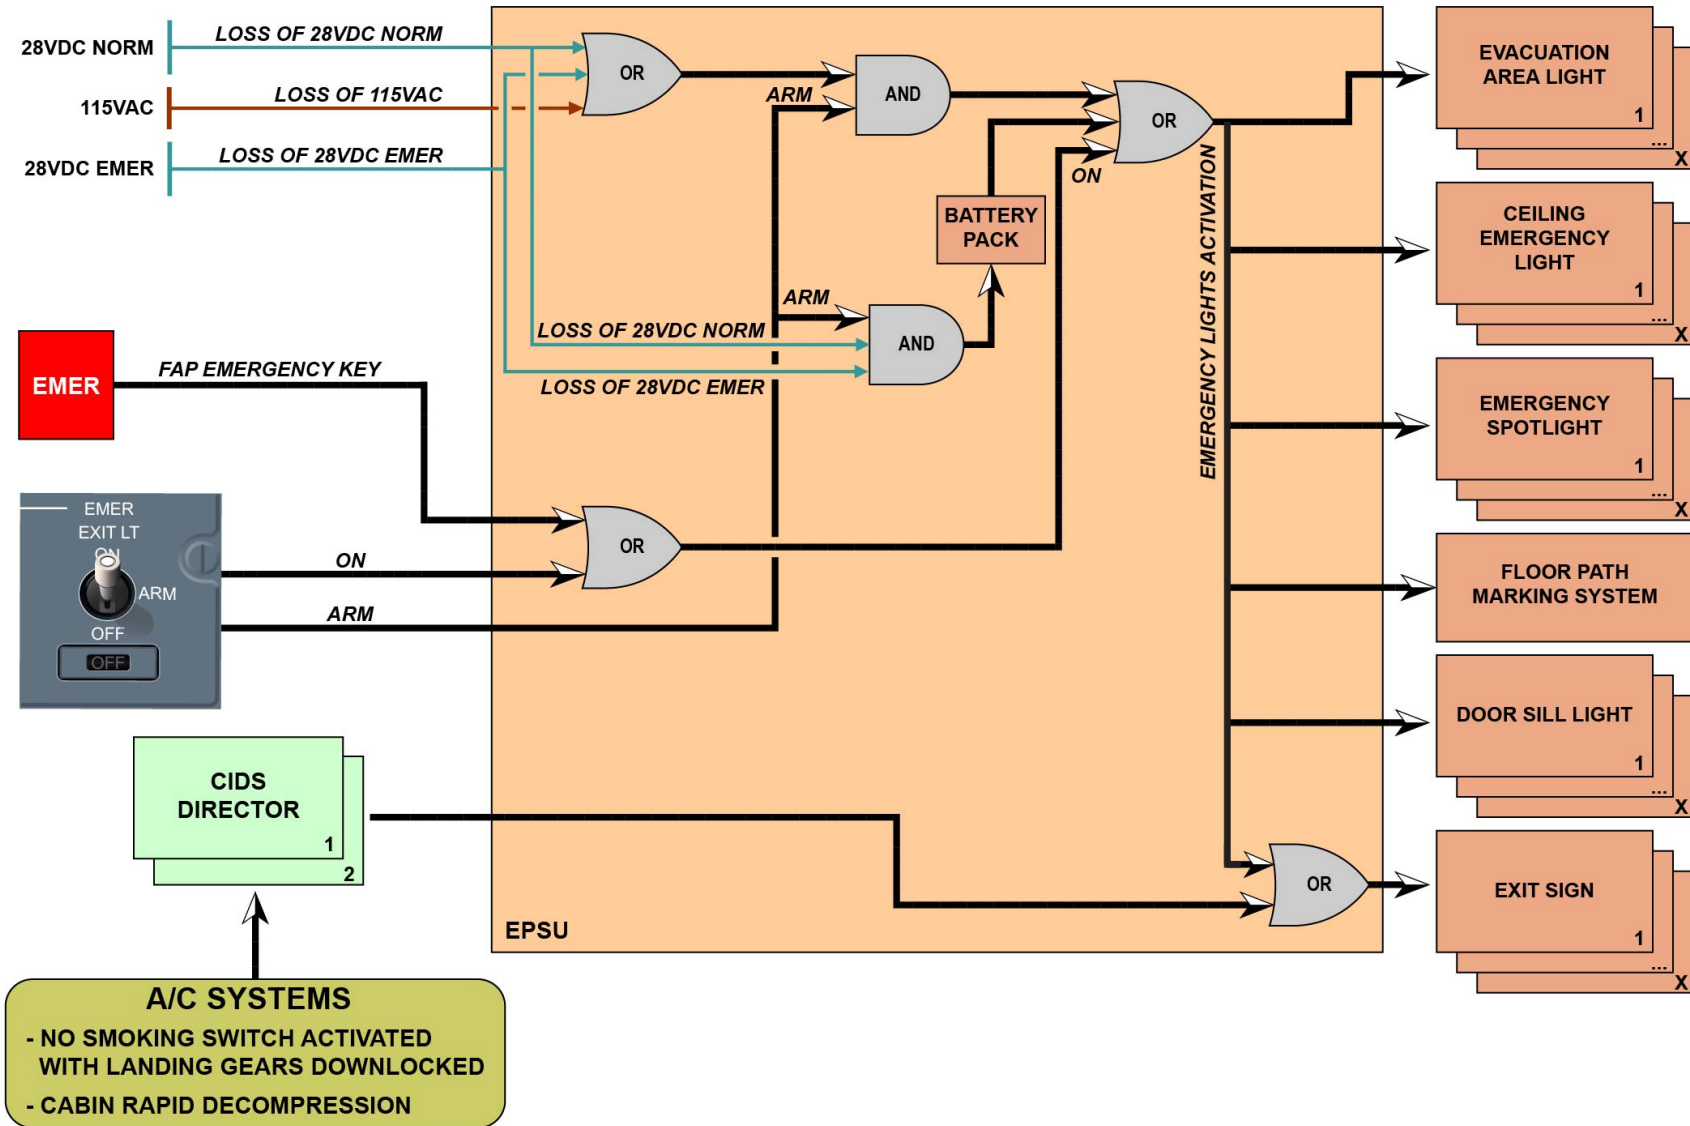 28VDC NORM
LOSS OF 28VDC NORM
115VAC
LOSS OF 115VAC
28VDC EMER
LOSS OF 28VDC EMER
OR
ARM
AND
OR
ON
BATTERY
PACK
ARM
LOSS OF 28VDC NORM
AND
LOSS OF 28VDC EMER
EMERGENCY LIGHTS ACTIVATION
EMER
FAP EMERGENCY KEY
EMER
EXIT LT
ON
ARM
OFF
OFF
ON
ARM
OR
CIDS
DIRECTOR
1
2
OR
EPSU
A/C SYSTEMS
- NO SMOKING SWITCH ACTIVATED
WITH LANDING GEARS DOWNLOCKED
- CABIN RAPID DECOMPRESSION
EVACUATION
AREA LIGHT
1
...
X
CEILING
EMERGENCY
LIGHT
1
...
X
EMERGENCY
SPOTLIGHT
1
...
X
FLOOR PATH
MARKING SYSTEM
DOOR SILL LIGHT
1
...
X
EXIT SIGN
1
...
X